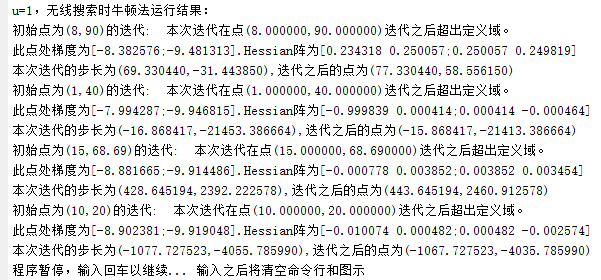 u=1，无线搜索时牛顿法运行结果：
初始点为(8,90)的迭代:  本次迭代在点(8.000000,90.000000)迭代之后超出定义域。
此点处梯度为[-8.382576;-9.481313].Hessian阵为[0.234318 0.250057;0.250057 0.249819]
本次迭代的步长为(69.330440,-31.443850),迭代之后的点为(77.330440,58.556150)
初始点为(1,40)的迭代:  本次迭代在点(1.000000,40.000000)迭代之后超出定义域。
此点处梯度为[-7.994287;-9.946815].Hessian阵为[-0.999839 0.000414;0.000414 -0.000464]
本次迭代的步长为(-16.868417,-21453.386664),迭代之后的点为(-15.868417,-21413.386664)
初始点为(15,68.69)的迭代:  本次迭代在点(15.000000,68.690000)迭代之后超出定义域。
此点处梯度为[-8.881665;-9.914486].Hessian阵为[-0.000778 0.003852;0.003852 0.003454]
本次迭代的步长为(428.645194,2392.222578),迭代之后的点为(443.645194,2460.912578)
初始点为(10,20)的迭代:  本次迭代在点(10.000000,20.000000)迭代之后超出定义域。
此点处梯度为[-8.902381;-9.919048].Hessian阵为[-0.010074 0.000482;0.000482 -0.002574]
本次迭代的步长为(-1077.727523,-4055.785990),迭代之后的点为(-1067.727523,-4035.785990)
程序暂停，输入回车以继续... 输入之后将清空命令行和图示